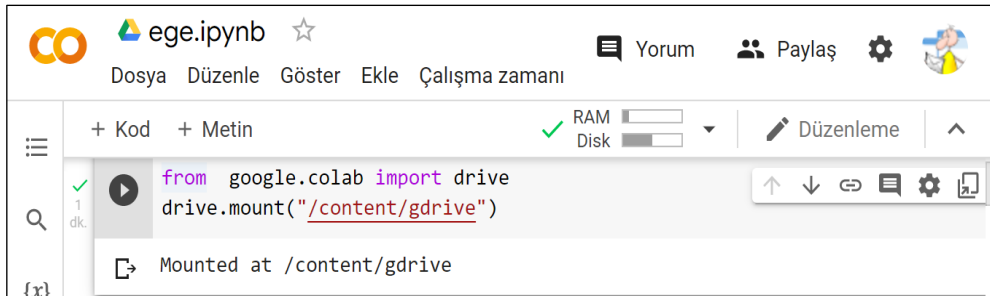 ege.ipynb
Yorum Paylaş
Dosya Düzenle Göster Ekle Çalışma zamanı
+ Kod + Metin
RAM
Disk
Düzenleme
from google.colab import drive
drive.mount("/content/gdrive")
1
dk.
Mounted at /content/gdrive
{x}